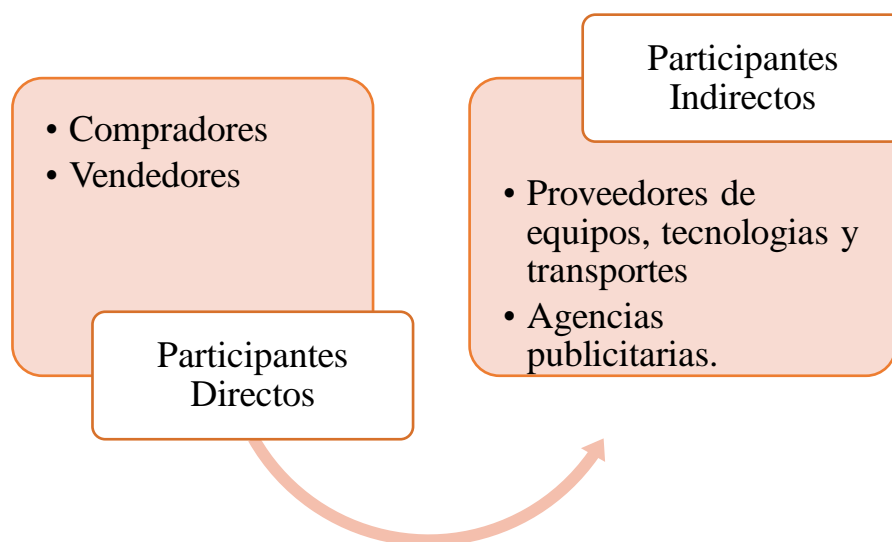 • Compradores
• Vendedores
Participantes
Directos
Participantes
Indirectos
• Proveedores de
equipos, tecnologias y
transportes
• Agencias
publicitarias.